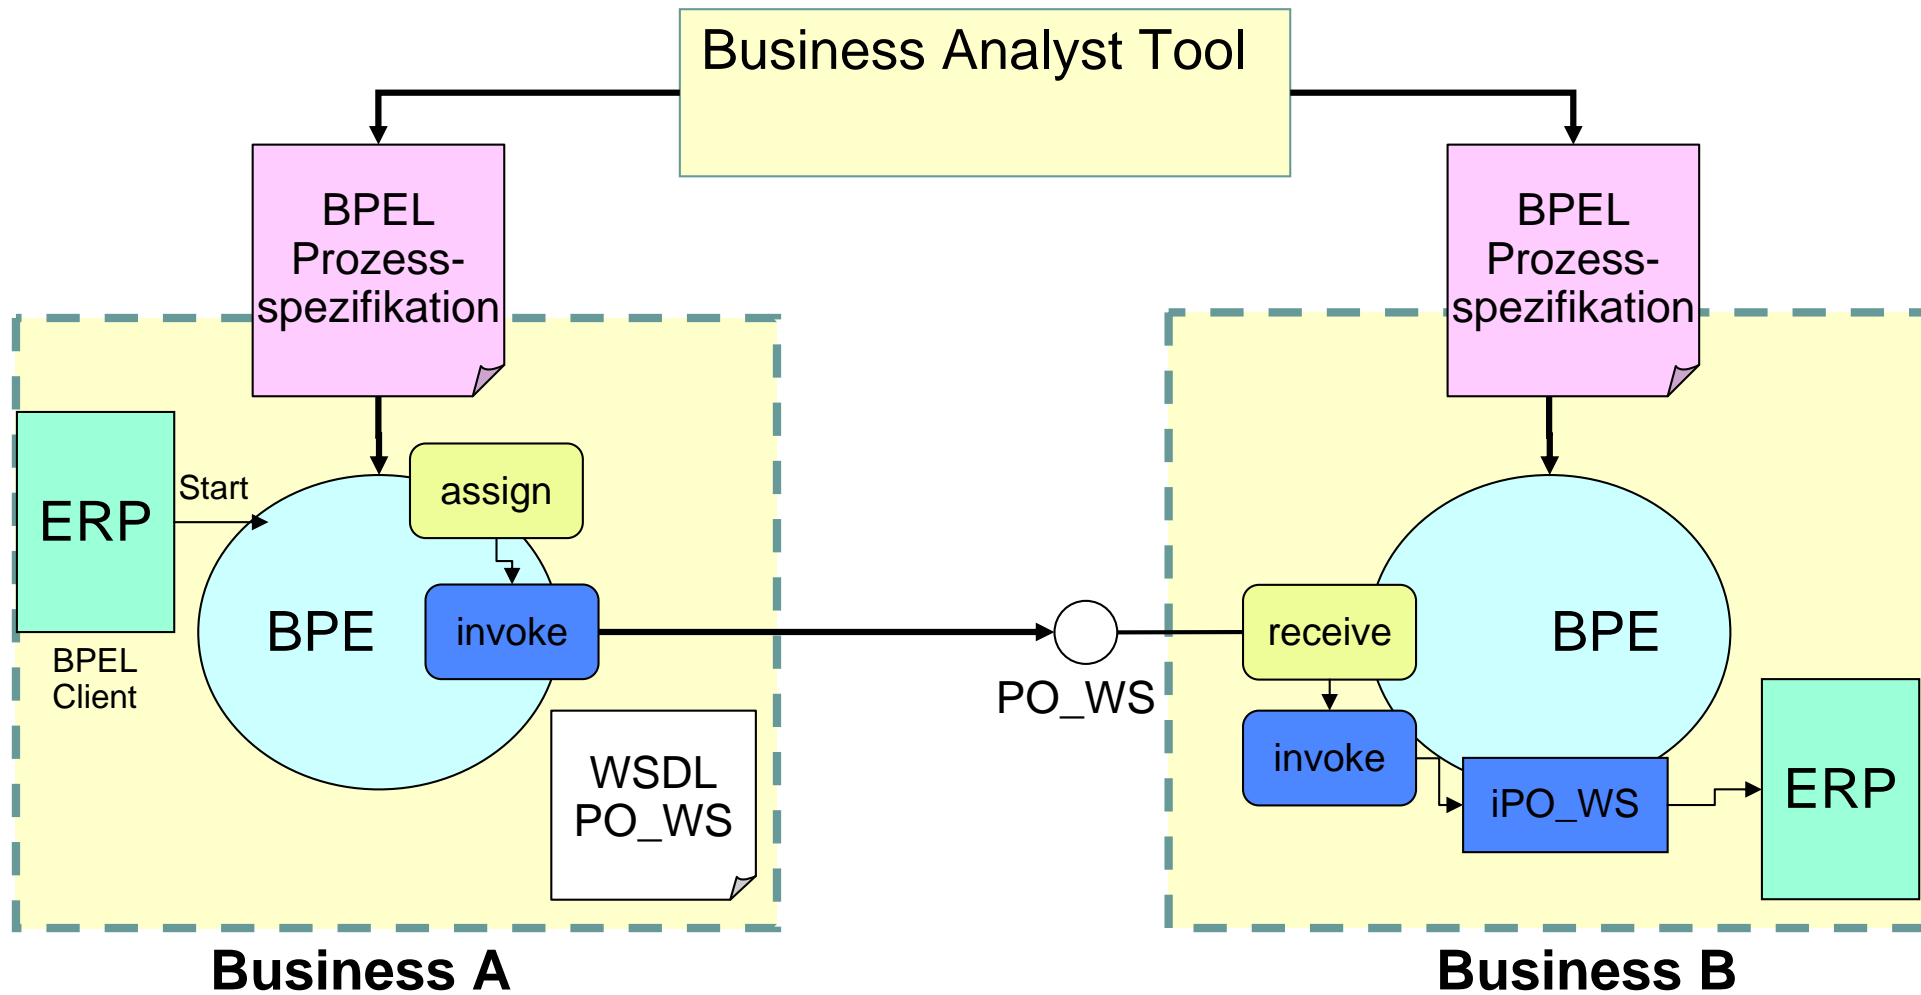 Business Analyst Tool
BPEL
Prozess-
spezifikation
BPEL
Prozess-
spezifikation
ERP
Start
assign
BPE
invoke
BPEL
Client
WSDL
PO_WS
PO_WS
receive
BPE
invoke
iPO_WS
ERP
Business A
Business B